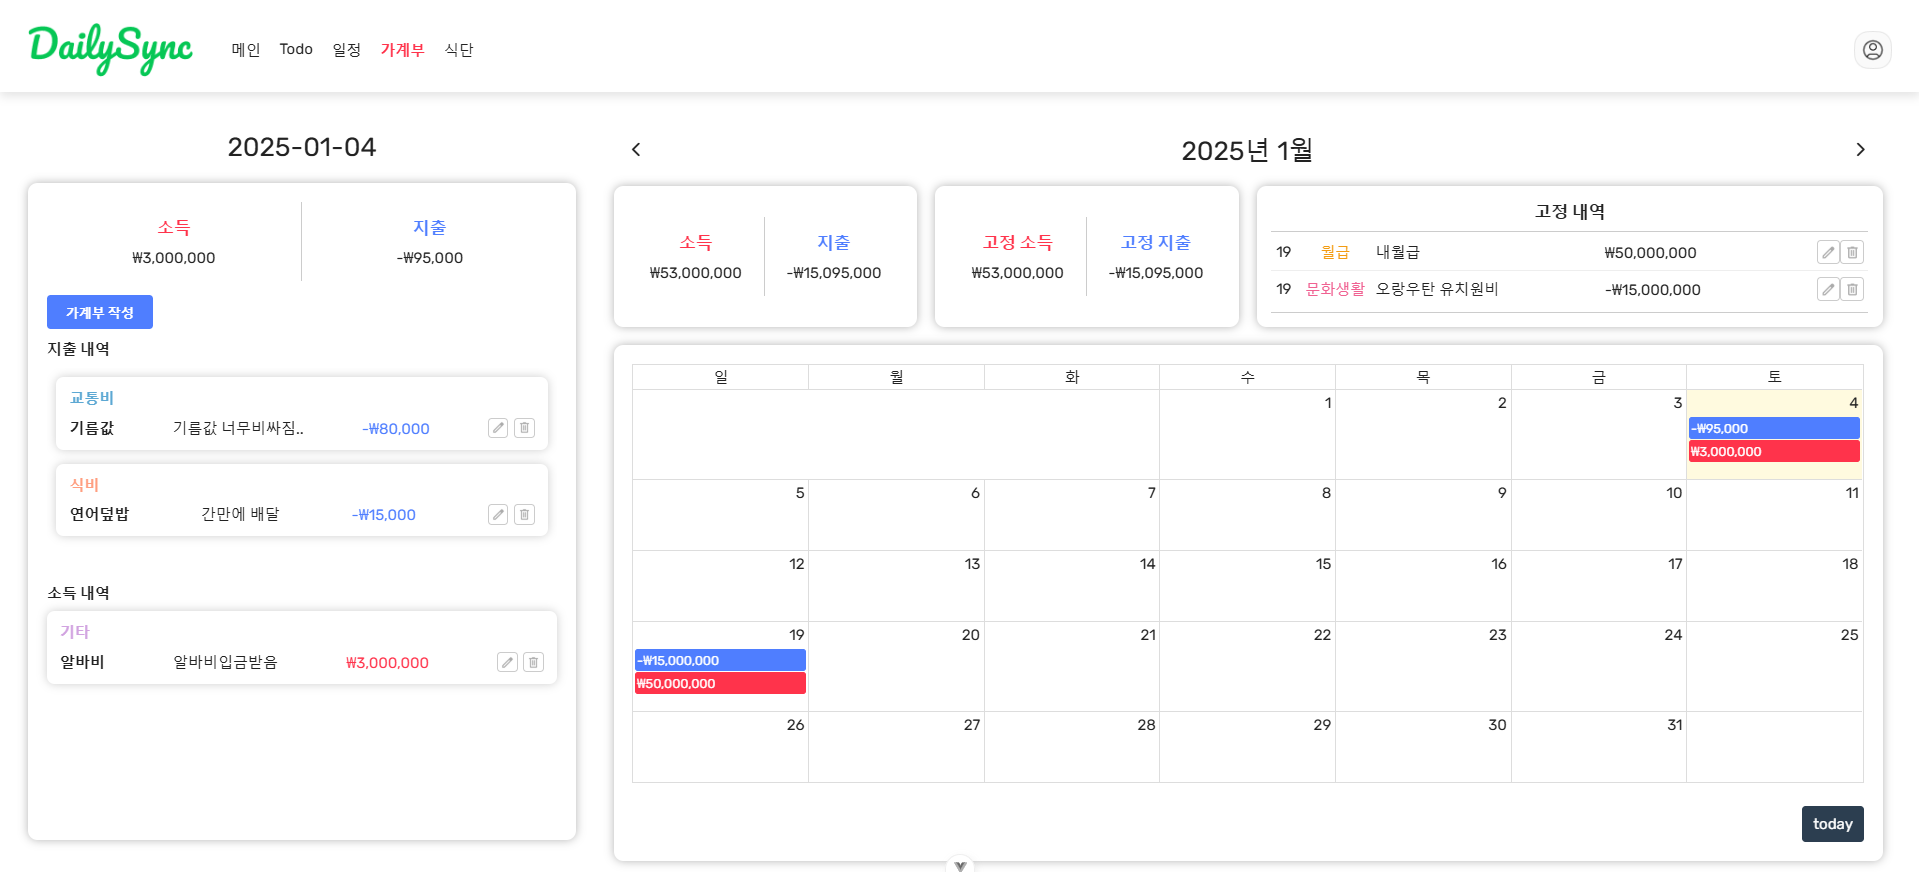 DailySync
메인 Todo 일정 가계부 식단
2025-01-04
소득 지출
₩3,000,000 -₩95,000
가계부 작성
지출 내역
교통비
기름값 기름값 너무비싸짐.. -₩80,000
식비
연어덮밥 간만에 배달 -₩15,000
소득 내역
기타
알바비 알바비입금받음 ₩3,000,000
2025년 1월
소득 지출
₩53,000,000 -₩15,095,000
고정 소득 고정 지출
₩53,000,000 -₩15,095,000
고정 내역
19 월급 내월급 ₩50,000,000
19 문화생활 오랑우탄 유치원비 -₩15,000,000
일 월 화 수 목 금 토
1 2 3 4
-₩95,000
₩3,000,000
5 6 7 8 9 10 11
12 13 14 15 16 17 18
19 20 21 22 23 24 25
-₩15,000,000
₩50,000,000
26 27 28 29 30 31
today